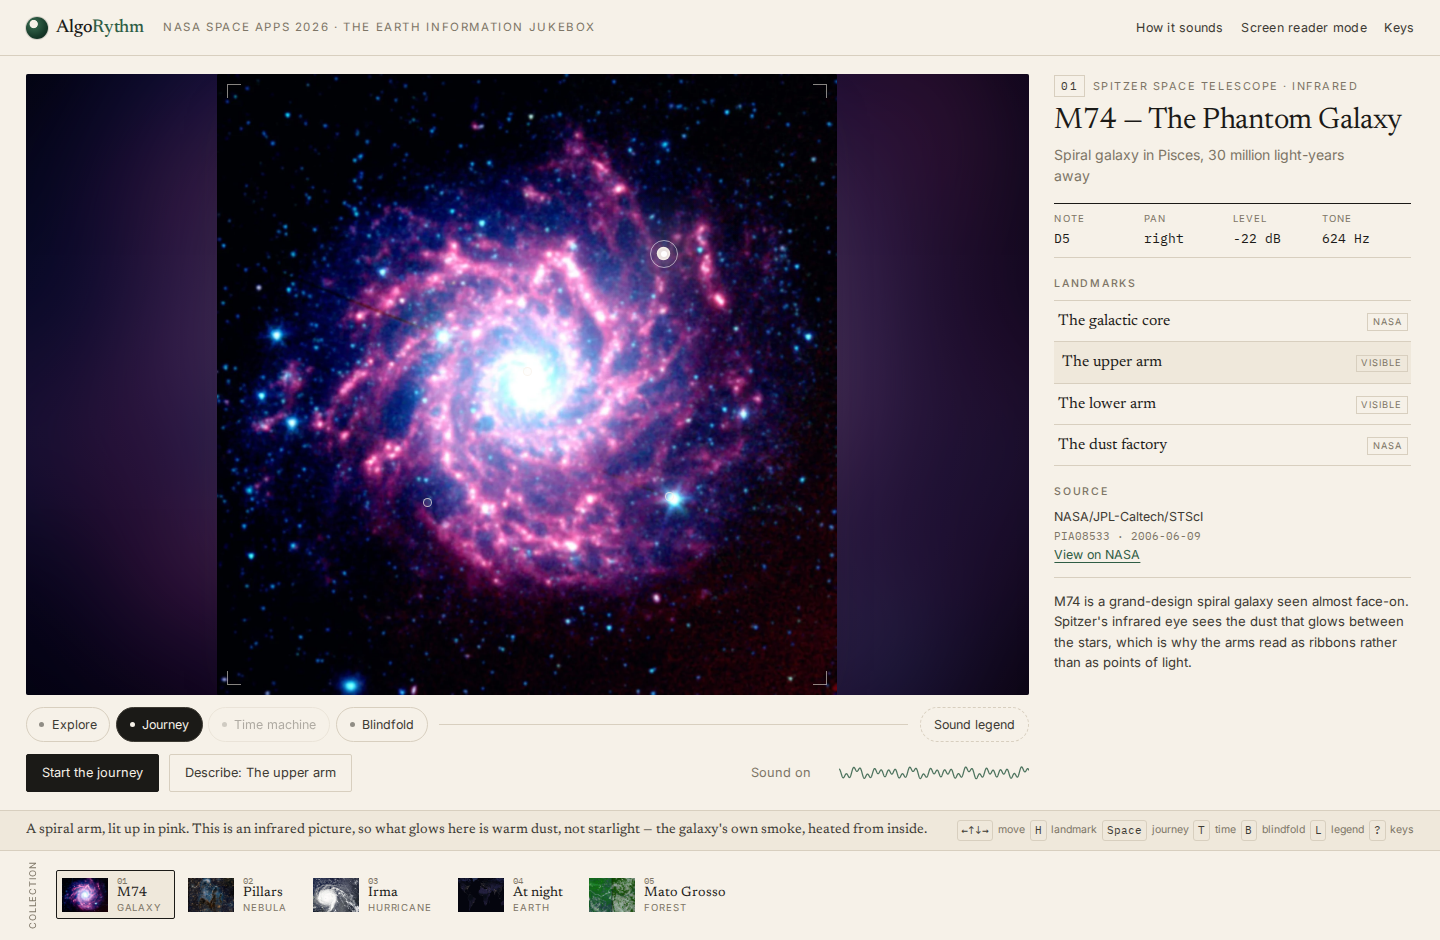 AlgoRythm
NASA SPACE APPS 2026 · THE EARTH INFORMATION JUKEBOX
How it sounds
Screen reader mode
Keys
01
SPITZER SPACE TELESCOPE · INFRARED
M74 – The Phantom Galaxy
Spiral galaxy in Pisces, 30 million light-years
away
NOTE
PAN
LEVEL
TONE
D5
right
-22 dB
624 Hz
LANDMARKS
The galactic core
NASA
The upper arm
VISIBLE
The lower arm
VISIBLE
The dust factory
NASA
SOURCE
NASA/JPL-Caltech/STScI
PIA08533 · 2006-06-09
View on NASA
M74 is a grand-design spiral galaxy seen almost face-on.
Spitzer's infrared eye sees the dust that glows between
the stars, which is why the arms read as ribbons rather
than as points of light.
Explore
Journey
Time machine
Blindfold
Sound legend
Start the journey
Describe: The upper arm
Sound on
A spiral arm, lit up in pink. This is an infrared picture, so what glows here is warm dust, not starlight – the galaxy's own smoke, heated from inside.
←↑↓→ move H landmark Space journey T time B blindfold L legend ? keys
COLLECTION
01
M74
GALAXY
02
Pillars
NEBULA
03
Irma
HURRICANE
04
At night
EARTH
05
Mato Grosso
FOREST